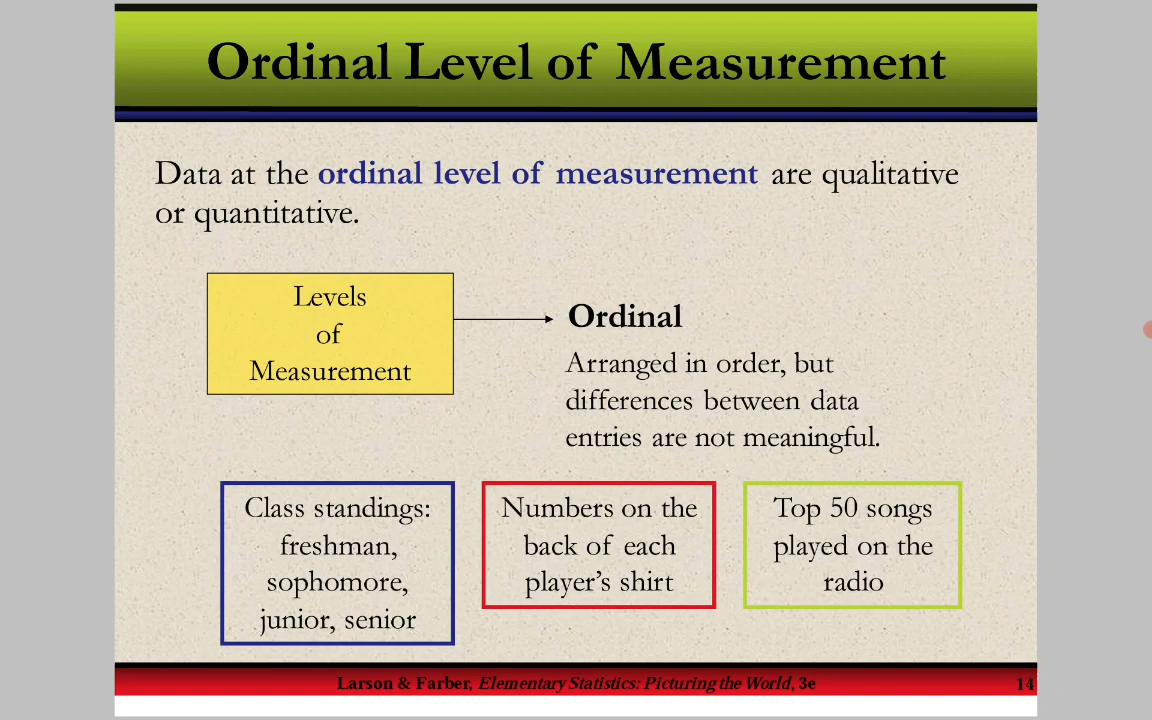 Ordinal Level of Measurement
Data at the ordinal level of measurement are qualitative
or quantitative.
Levels
of
Measurement
Ordinal
Arranged in order, but
differences between data
entries are not meaningful.
Class standings:
freshman,
sophomore,
junior, senior
Numbers on the
back of each
player’s shirt
Top 50 songs
played on the
radio
Larson & Farber, Elementary Statistics: Picturing the World, 3e
14